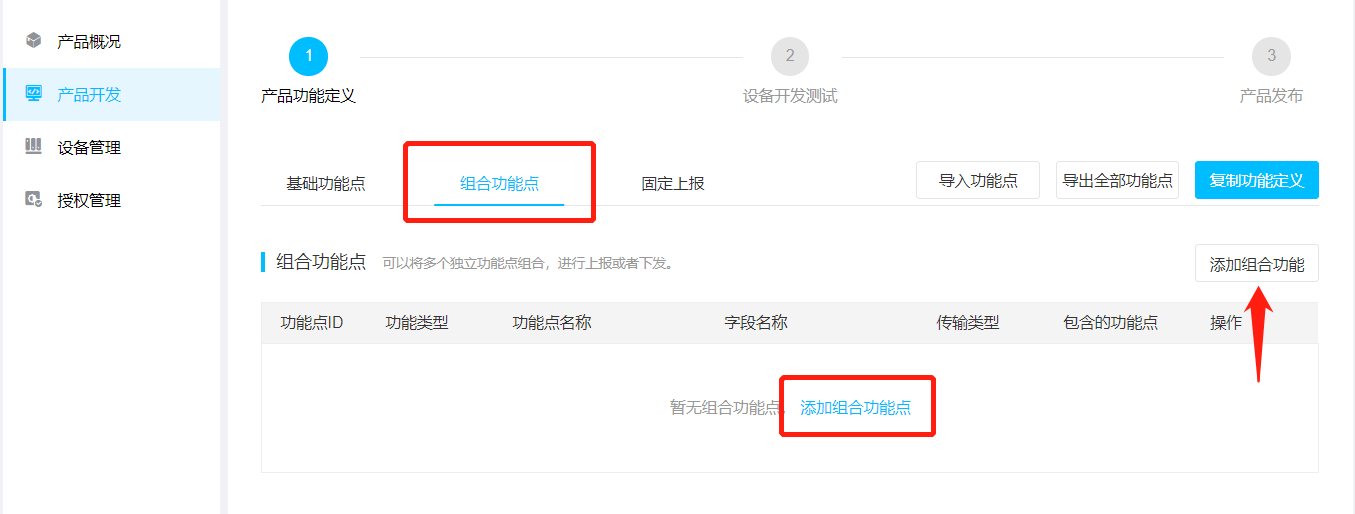 产品概况
产品开发
设备管理
授权管理
1
2
3
产品功能定义
设备开发测试
产品发布
基础功能点
组合功能点
固定上报
导入功能点
导出全部功能点
复制功能定义
组合功能点 可以将多个独立功能点组合，进行上报或者下发。
添加组合功能
功能点ID 功能类型 功能点名称 字段名称 传输类型 包含的功能点 操作
暂无组合功能点，添加组合功能点